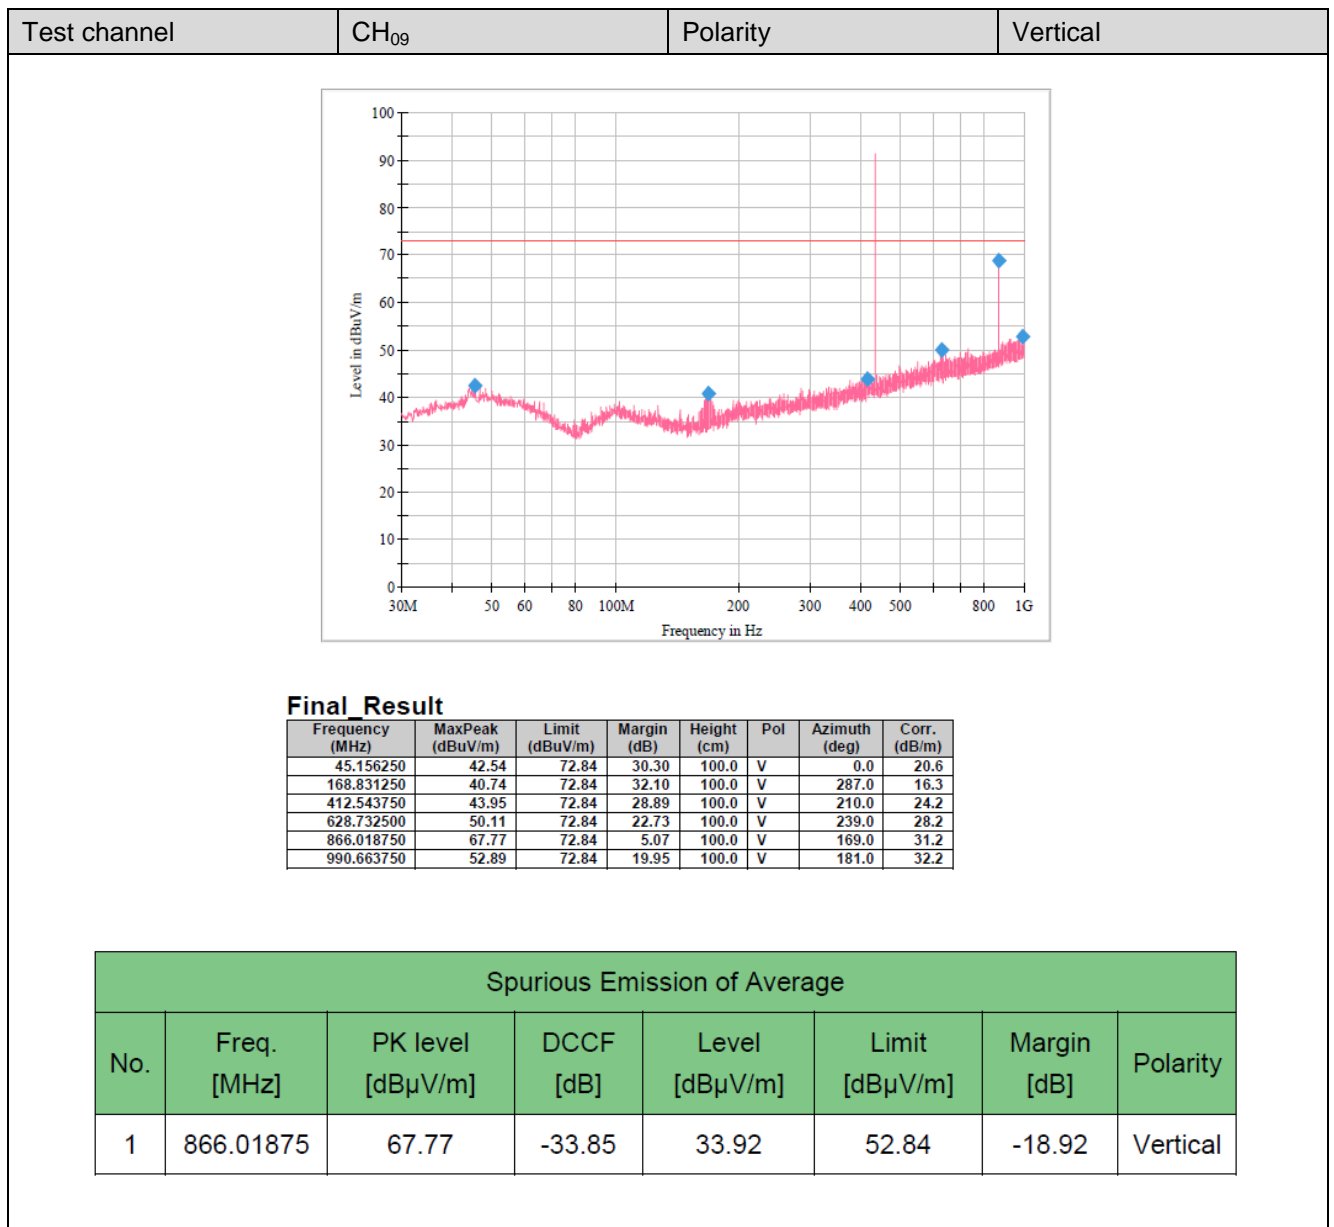 Test channel CH09 Polarity Vertical
100
90
80
70
60
50
40
30
20
10
0
Level in dBuV/m
30M 50 60 80 100M 200 300 400 500 800 1G
Frequency in Hz
Final_Result
Frequency (MHz) MaxPeak (dBuV/m) Limit (dBuV/m) Margin (dB) Height (cm) Pol Azimuth (deg) Corr. (dB/m)
45.156250 42.54 72.84 30.30 100.0 V 0.0 20.6
168.831250 40.74 72.84 32.10 100.0 V 287.0 16.3
412.543750 43.95 72.84 28.89 100.0 V 210.0 24.2
628.732500 50.11 72.84 22.73 100.0 V 239.0 28.2
866.018750 67.77 72.84 5.07 100.0 V 169.0 31.2
990.663750 52.89 72.84 19.95 100.0 V 181.0 32.2
Spurious Emission of Average
No. Freq. [MHz] PK level [dBµV/m] DCCF [dB] Level [dBµV/m] Limit [dBµV/m] Margin [dB] Polarity
1 866.01875 67.77 -33.85 33.92 52.84 -18.92 Vertical